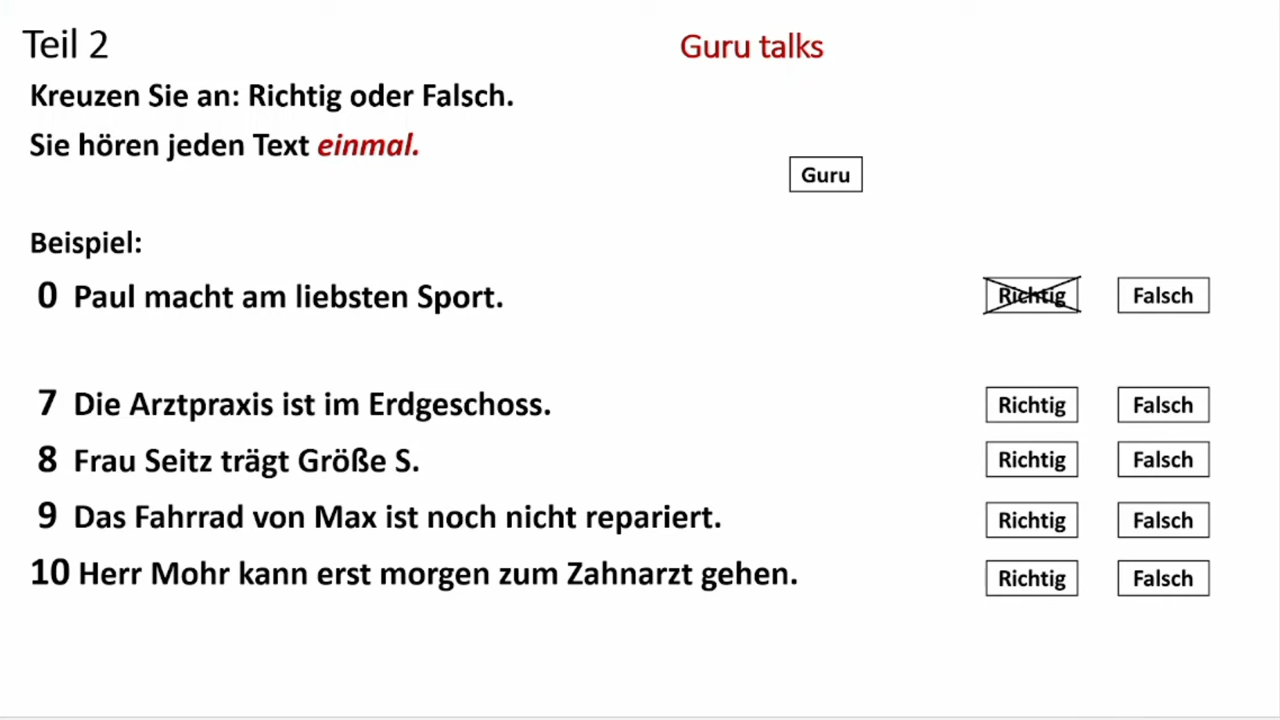 Teil 2
Guru talks
Kreuzen Sie an: Richtig oder Falsch.
Sie hören jeden Text einmal.
Guru
Beispiel:
0 Paul macht am liebsten Sport. Richtig Falsch
7 Die Arztpraxis ist im Erdgeschoss. Richtig Falsch
8 Frau Seitz trägt Größe S. Richtig Falsch
9 Das Fahrrad von Max ist noch nicht repariert. Richtig Falsch
10 Herr Mohr kann erst morgen zum Zahnarzt gehen. Richtig Falsch